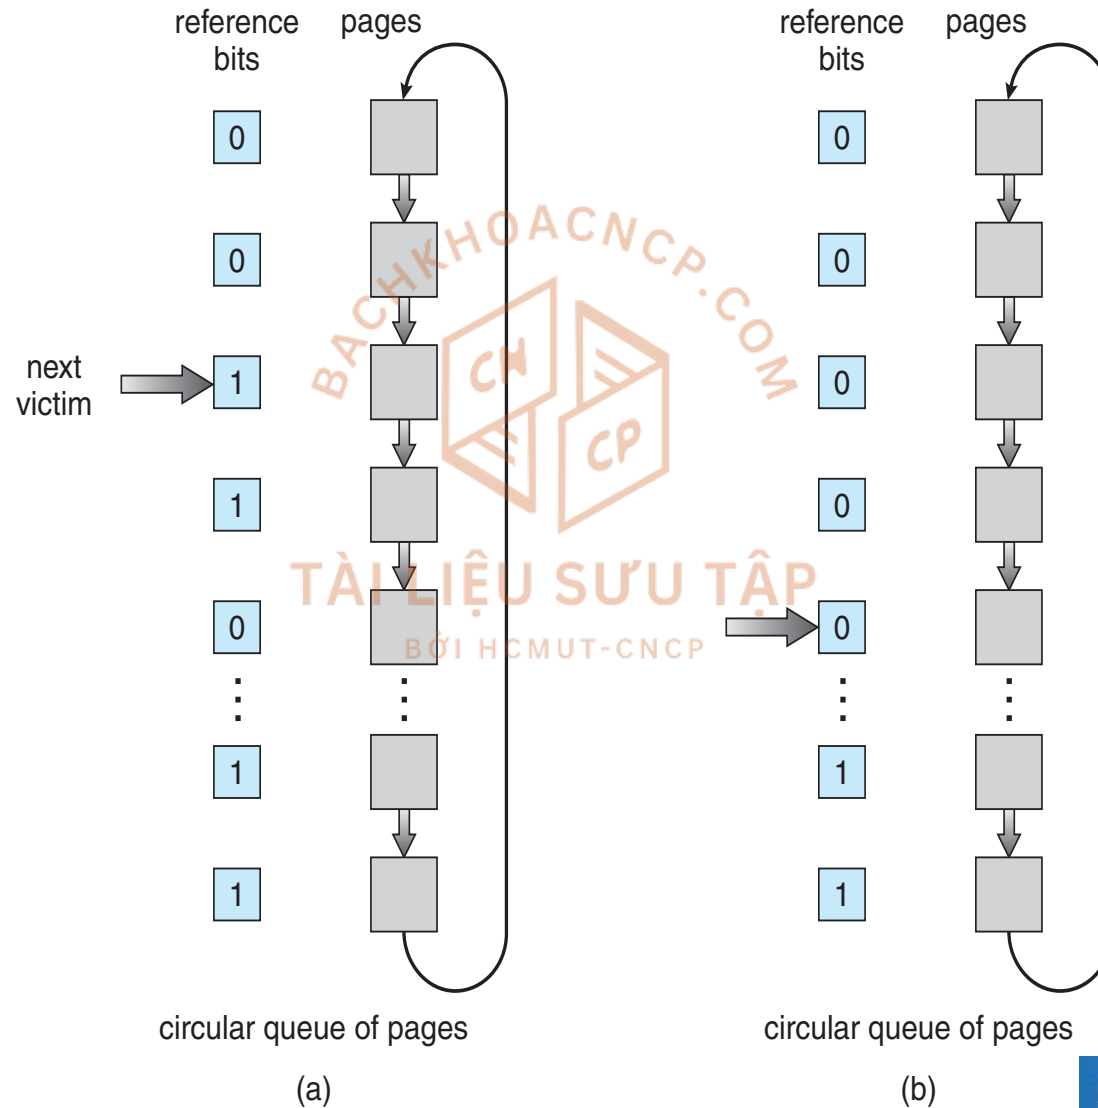 reference
bits
pages
0
0
next
victim
1
1
0
1
1
circular queue of pages
(a)
reference
bits
pages
0
0
0
0
0
1
1
circular queue of pages
(b)
BACHKHOACNCP.COM
CN
CP
TÀI LIỆU SƯU TẬP
BỞI HCMUT-CNCP